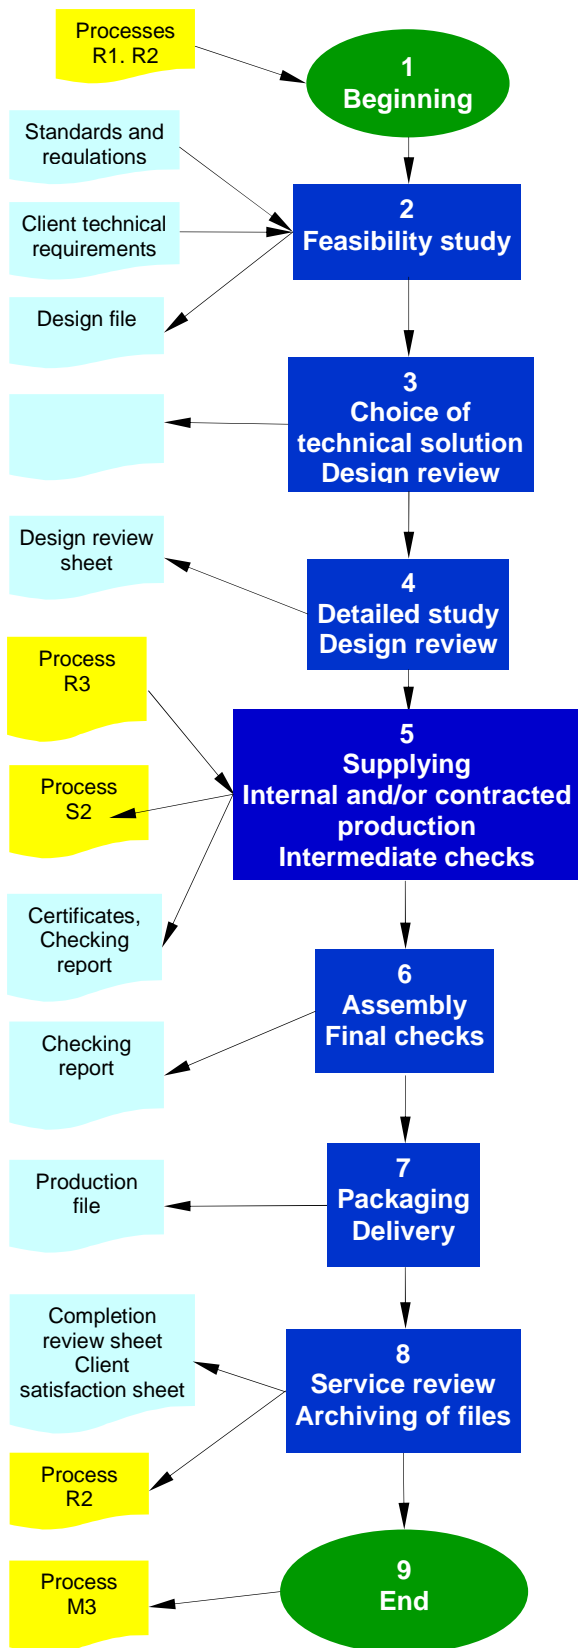 Processes
R1. R2
1
Beginning
Standards and
regulations
2
Feasibility study
Client technical
requirements
Design file
3
Choice of
technical solution
Design review
Design review
sheet
4
Detailed study
Design review
Process
R3
5
Supplying
Internal and/or contracted
production
Intermediate checks
Process
S2
Certificates,
Checking
report
6
Assembly
Final checks
Checking
report
7
Packaging
Delivery
Production
file
Completion
review sheet
Client
satisfaction sheet
8
Service review
Archiving of files
Process
R2
9
End
Process
M3